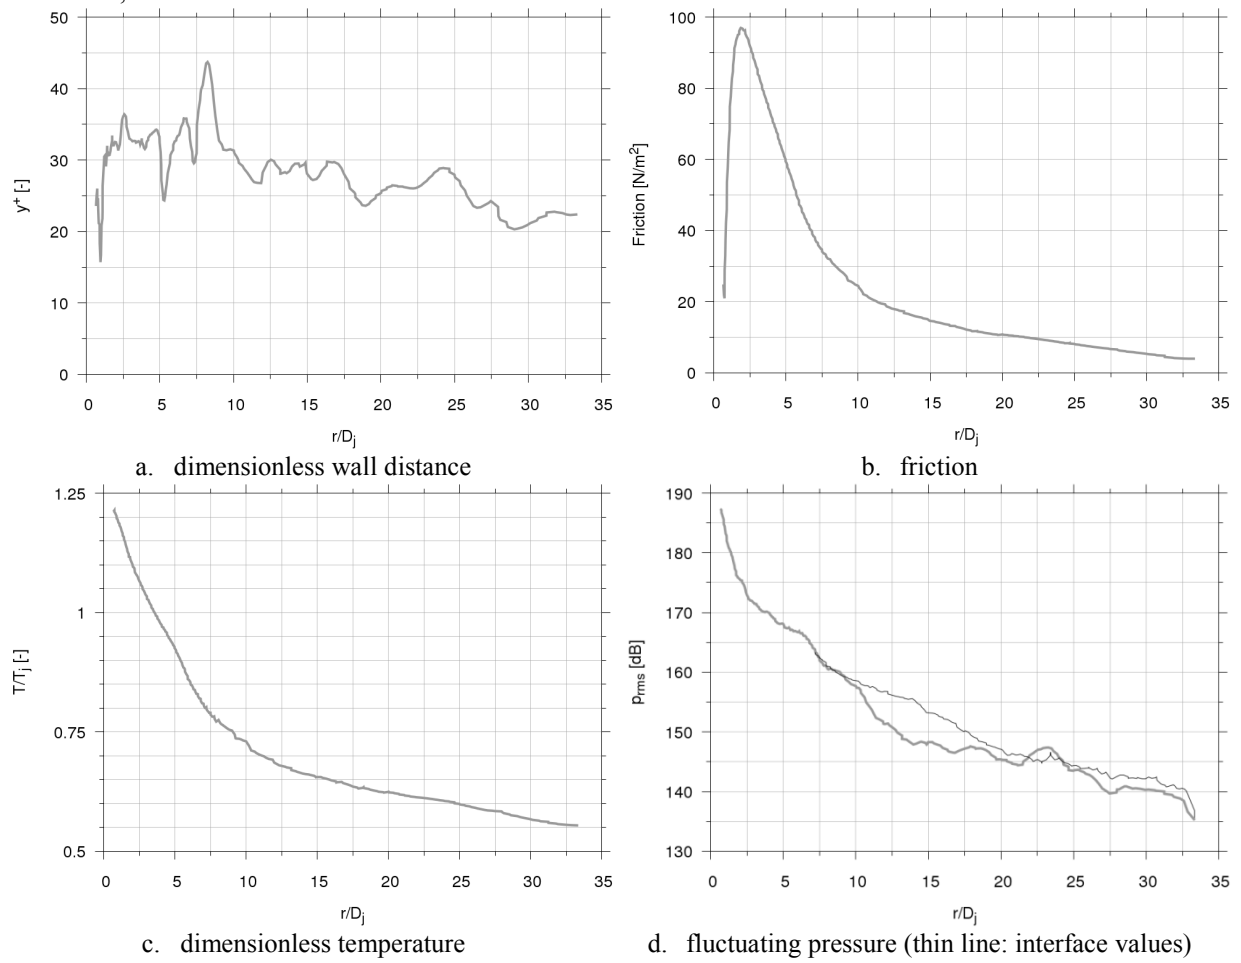 50
40
30
20
10
0
y+ [-]
0 5 10 15 20 25 30 35
r/Dj
a. dimensionless wall distance
100
80
60
40
20
0
Friction [N/m2]
0 5 10 15 20 25 30 35
r/Dj
b. friction
1.25
1
0.75
0.5
T/Tj [-]
0 5 10 15 20 25 30 35
r/Dj
c. dimensionless temperature
190
180
170
160
150
140
130
prms [dB]
0 5 10 15 20 25 30 35
r/Dj
d. fluctuating pressure (thin line: interface values)